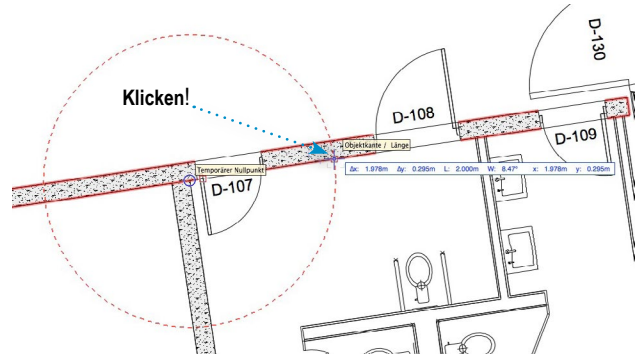 D-130
Klicken!
D-108
D-109
Objektkante / Länge
Temporärer Nullpunkt
Δx: 1.978m Δy: 0.295m L: 2.000m W: 8.47° x: 1.978m y: 0.295m
D-107